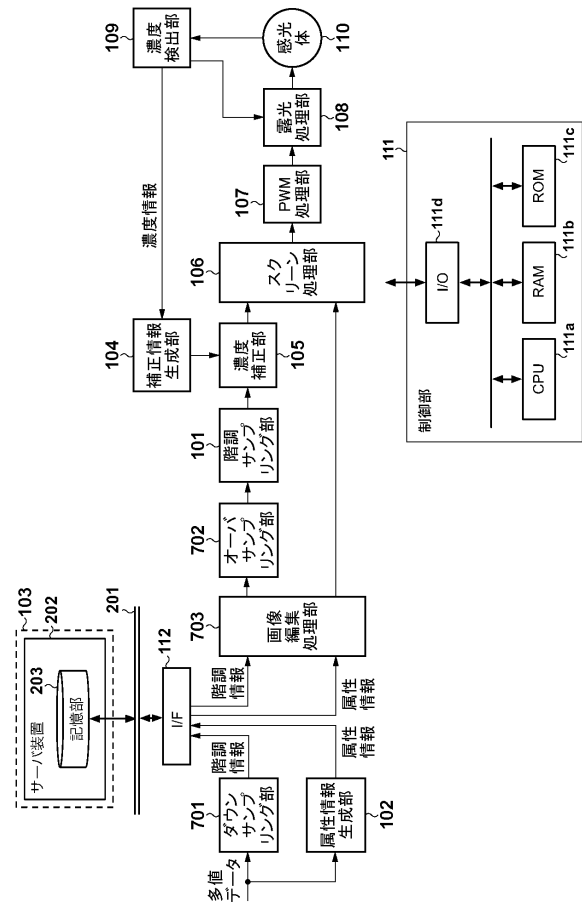 多値
データ
701
ダウン
サンプ
リング部
属性情報
生成部
102
階調
情報
属性
情報
103
202
サーバ装置
203
記憶部
201
I/F
112
階調
情報
属性
情報
703
画像
編集
処理部
702
オーバ
サンプ
リング部
101
階調
サンプ
リング部
104
補正情報
生成部
濃度
補正部
105
濃度情報
106
スク
リーン
処理部
107
PWM
処理部
109
濃度
検出部
露光
処理部
108
感光
体
110
制御部
111
I/O
111d
CPU
111a
RAM
111b
ROM
111c